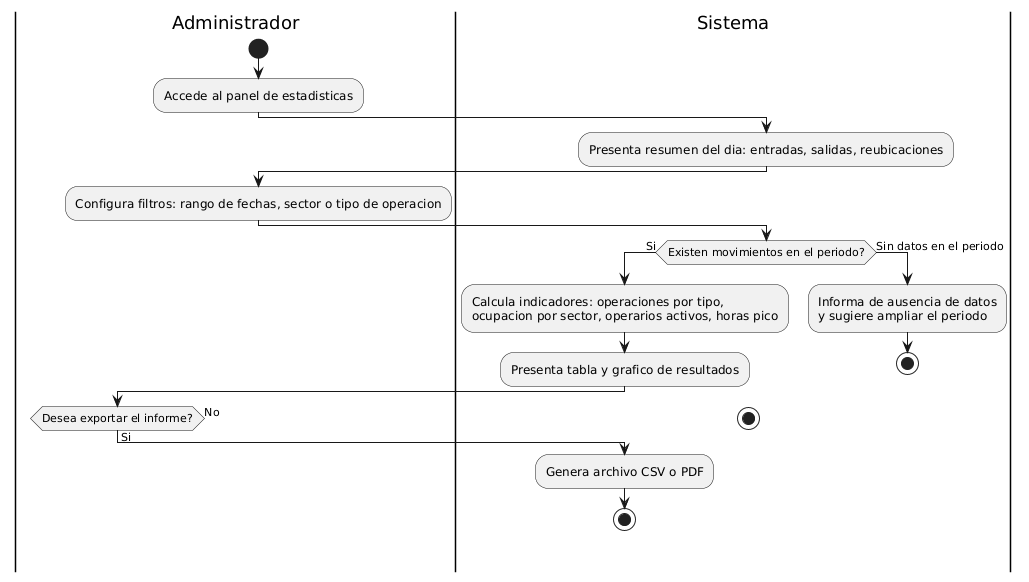 Administrador
Sistema
Accede al panel de estadisticas
Presenta resumen del dia: entradas, salidas, reubicaciones
Configura filtros: rango de fechas, sector o tipo de operacion
Si
Existen movimientos en el periodo?
Sin datos en el periodo
Calcula indicadores: operaciones por tipo,
ocupacion por sector, operarios activos, horas pico
Informa de ausencia de datos
y sugiere ampliar el periodo
Presenta tabla y grafico de resultados
Desea exportar el informe?
No
Si
Genera archivo CSV o PDF